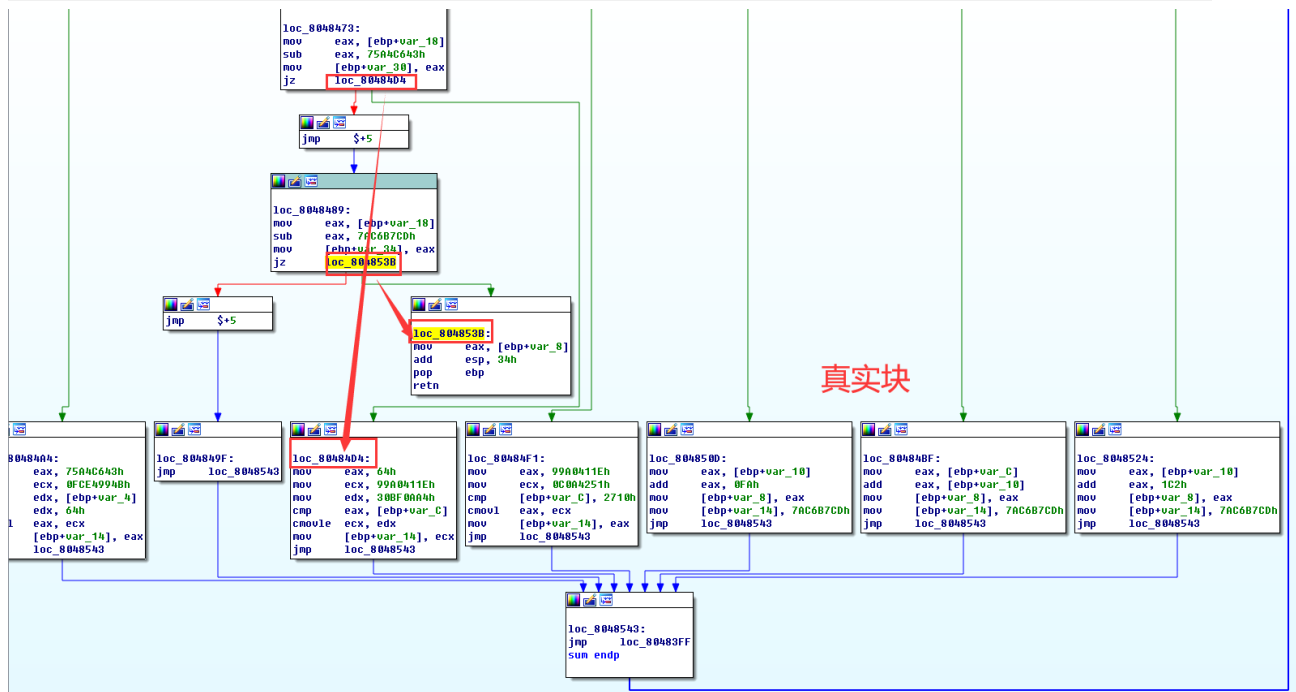 loc_8048473:
mov eax, [ebp+var_18]
sub eax, 75A4C643h
mov [ebp+var_30], eax
jz loc_80484D4
jmp $+5
loc_8048489:
mov eax, [ebp+var_18]
sub eax, 7AC6B7CDh
mov [ebp+var_34], eax
jz loc_804853B
jmp $+5
loc_804853B:
mov eax, [ebp+var_8]
add esp, 34h
pop ebp
retn
真实块
80484A4:
eax, 75A4C643h
ecx, 0FCE4994Bh
edx, [ebp+var_4]
edx, 64h
l eax, ecx
[ebp+var_14], eax
loc_8048543
loc_804849F:
jmp loc_8048543
loc_80484D4:
mov eax, 64h
mov ecx, 99A0411Eh
mov edx, 30BF0AA4h
cmp eax, [ebp+var_C]
cmovle ecx, edx
mov [ebp+var_14], ecx
jmp loc_8048543
loc_80484F1:
mov eax, 99A0411Eh
mov ecx, 0C0A4251h
cmp [ebp+var_C], 2710h
cmovl eax, ecx
mov [ebp+var_14], eax
jmp loc_8048543
loc_804850D:
mov eax, [ebp+var_10]
add eax, 0FAh
mov [ebp+var_8], eax
mov [ebp+var_14], 7AC6B7CDh
jmp loc_8048543
loc_80484BF:
mov eax, [ebp+var_C]
add eax, [ebp+var_10]
mov [ebp+var_8], eax
mov [ebp+var_14], 7AC6B7CDh
jmp loc_8048543
loc_8048524:
mov eax, [ebp+var_10]
add eax, 1C2h
mov [ebp+var_8], eax
mov [ebp+var_14], 7AC6B7CDh
jmp loc_8048543
loc_8048543:
jmp loc_80483FF
sum endp